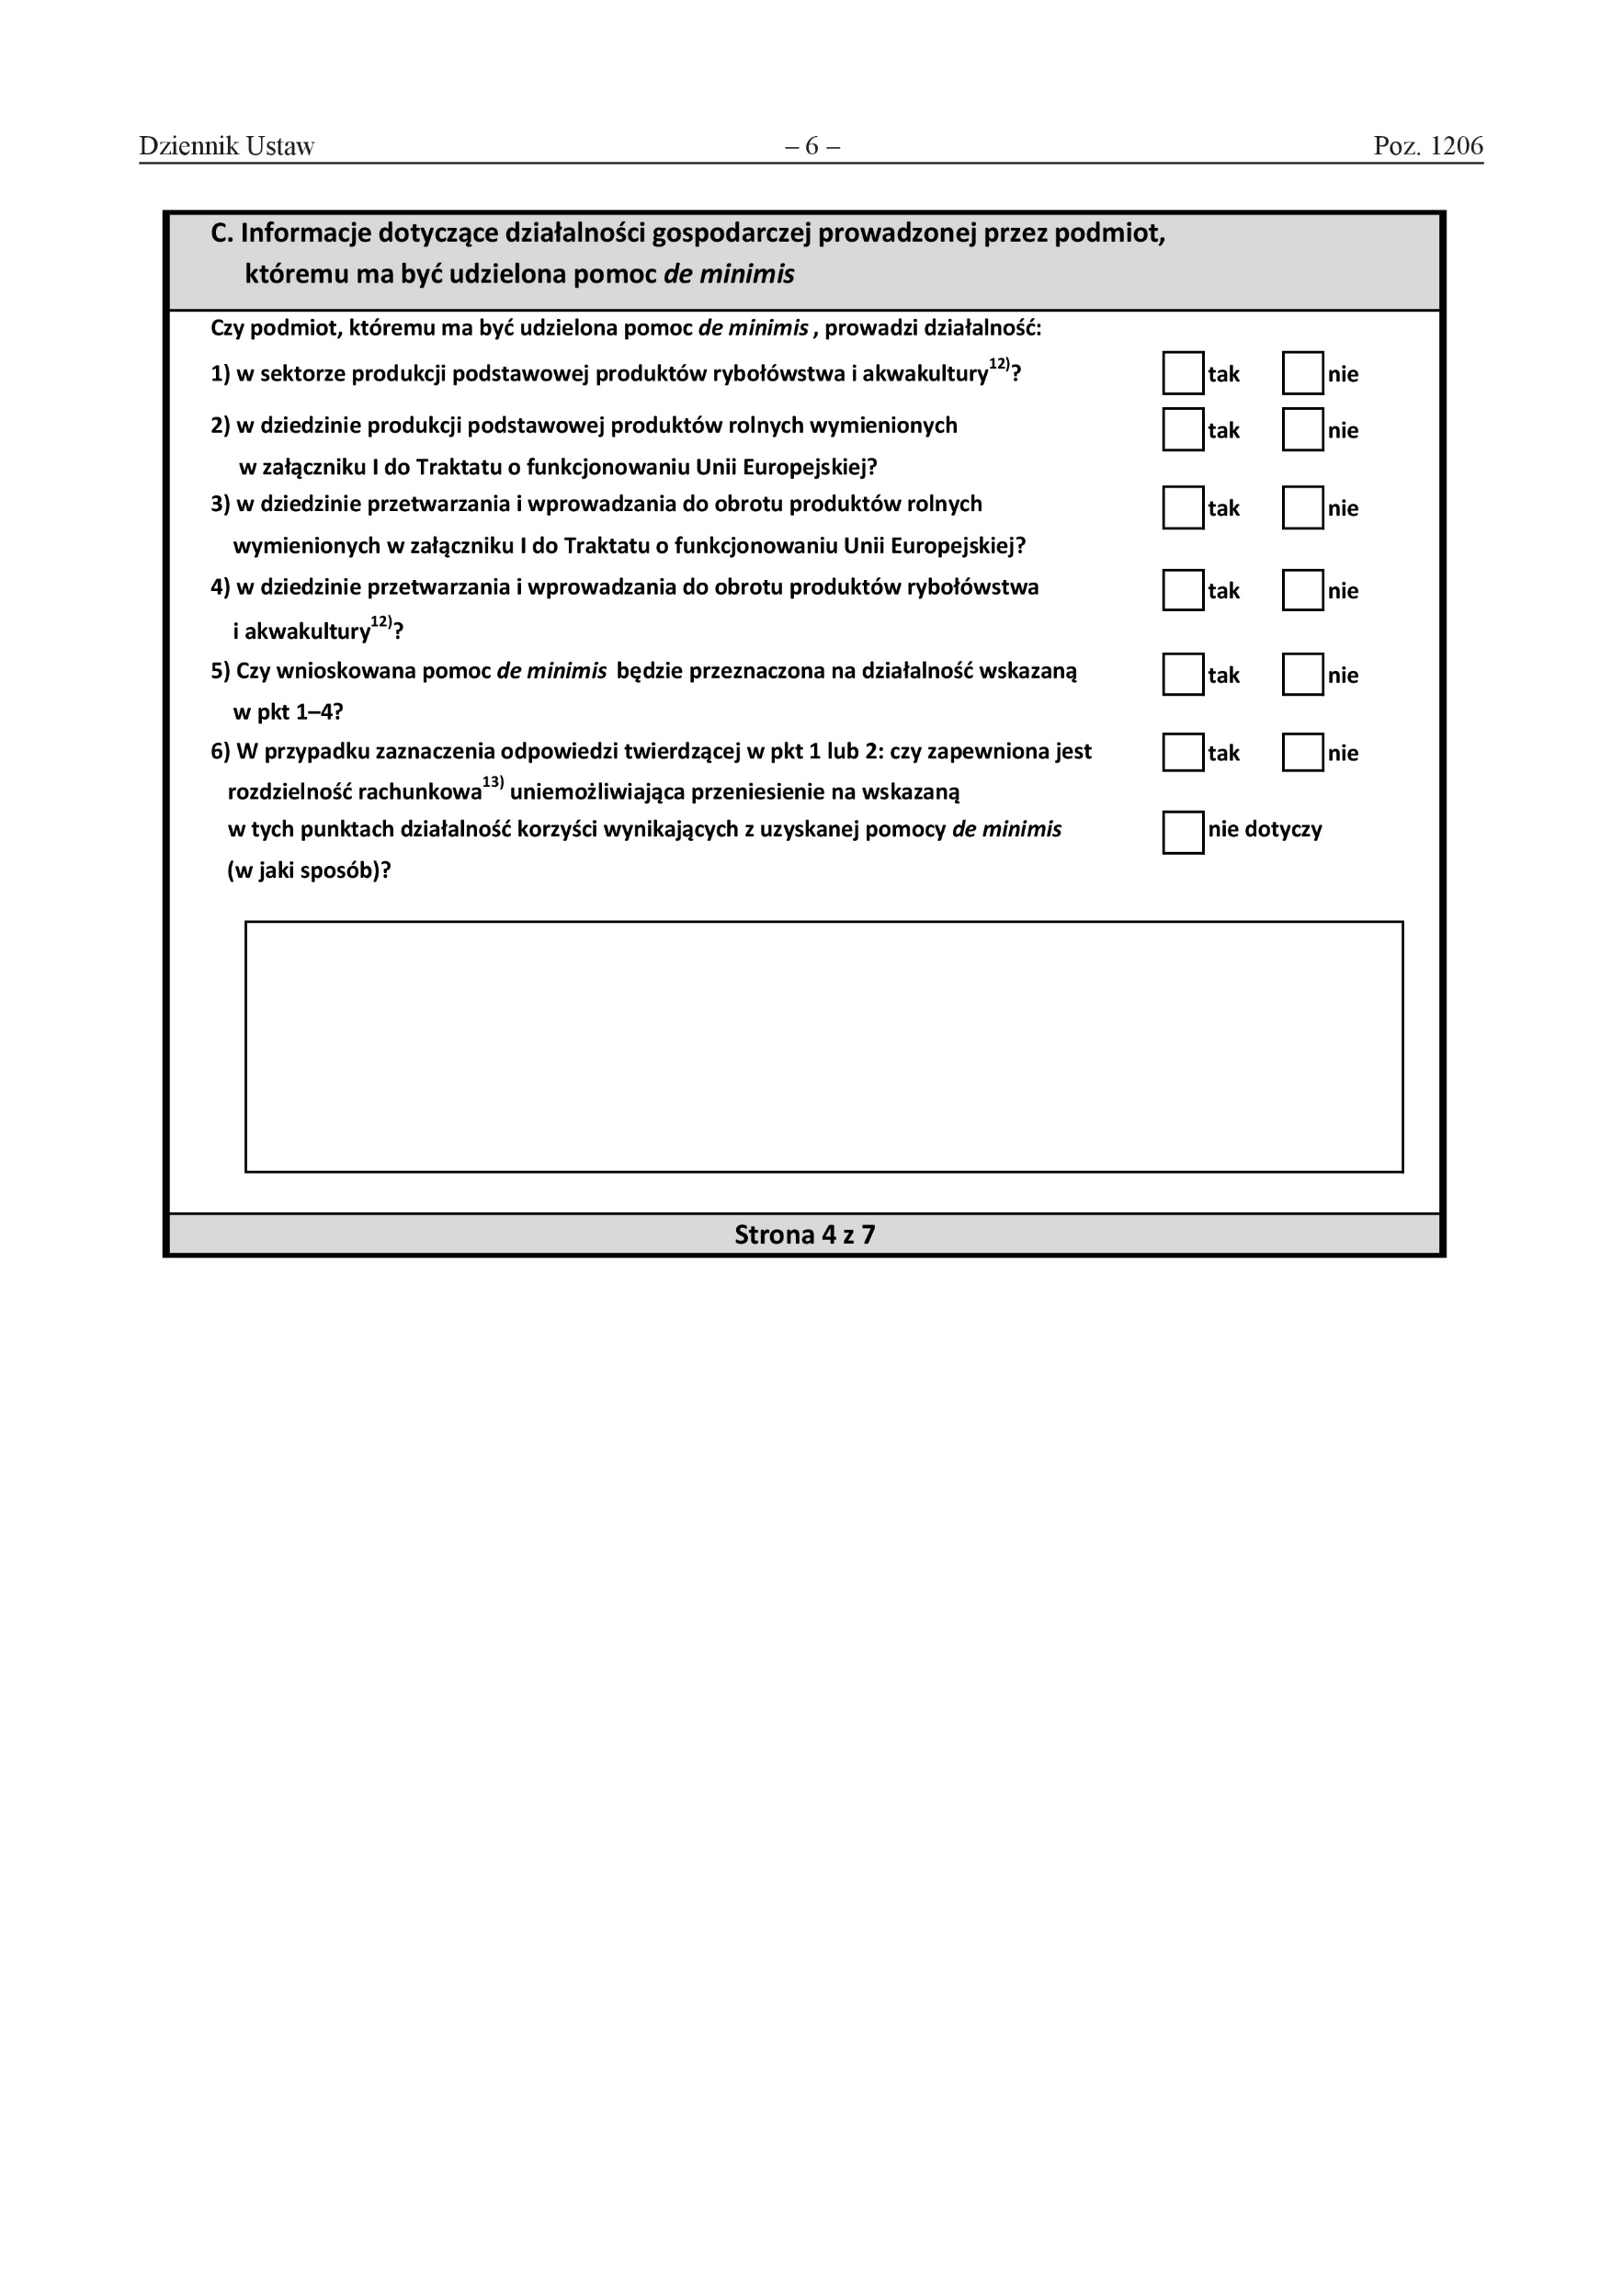 Dziennik Ustaw – 6 – Poz. 1206
C. Informacje dotyczące działalności gospodarczej prowadzonej przez podmiot,
któremu ma być udzielona pomoc de minimis
Czy podmiot, któremu ma być udzielona pomoc de minimis , prowadzi działalność:
1) w sektorze produkcji podstawowej produktów rybołówstwa i akwakultury12)? tak nie
2) w dziedzinie produkcji podstawowej produktów rolnych wymienionych tak nie
w załączniku I do Traktatu o funkcjonowaniu Unii Europejskiej?
3) w dziedzinie przetwarzania i wprowadzania do obrotu produktów rolnych tak nie
wymienionych w załączniku I do Traktatu o funkcjonowaniu Unii Europejskiej?
4) w dziedzinie przetwarzania i wprowadzania do obrotu produktów rybołówstwa tak nie
i akwakultury12)?
5) Czy wnioskowana pomoc de minimis będzie przeznaczona na działalność wskazaną tak nie
w pkt 1–4?
6) W przypadku zaznaczenia odpowiedzi twierdzącej w pkt 1 lub 2: czy zapewniona jest tak nie
rozdzielność rachunkowa13) uniemożliwiająca przeniesienie na wskazaną
w tych punktach działalność korzyści wynikających z uzyskanej pomocy de minimis nie dotyczy
(w jaki sposób)?
Strona 4 z 7